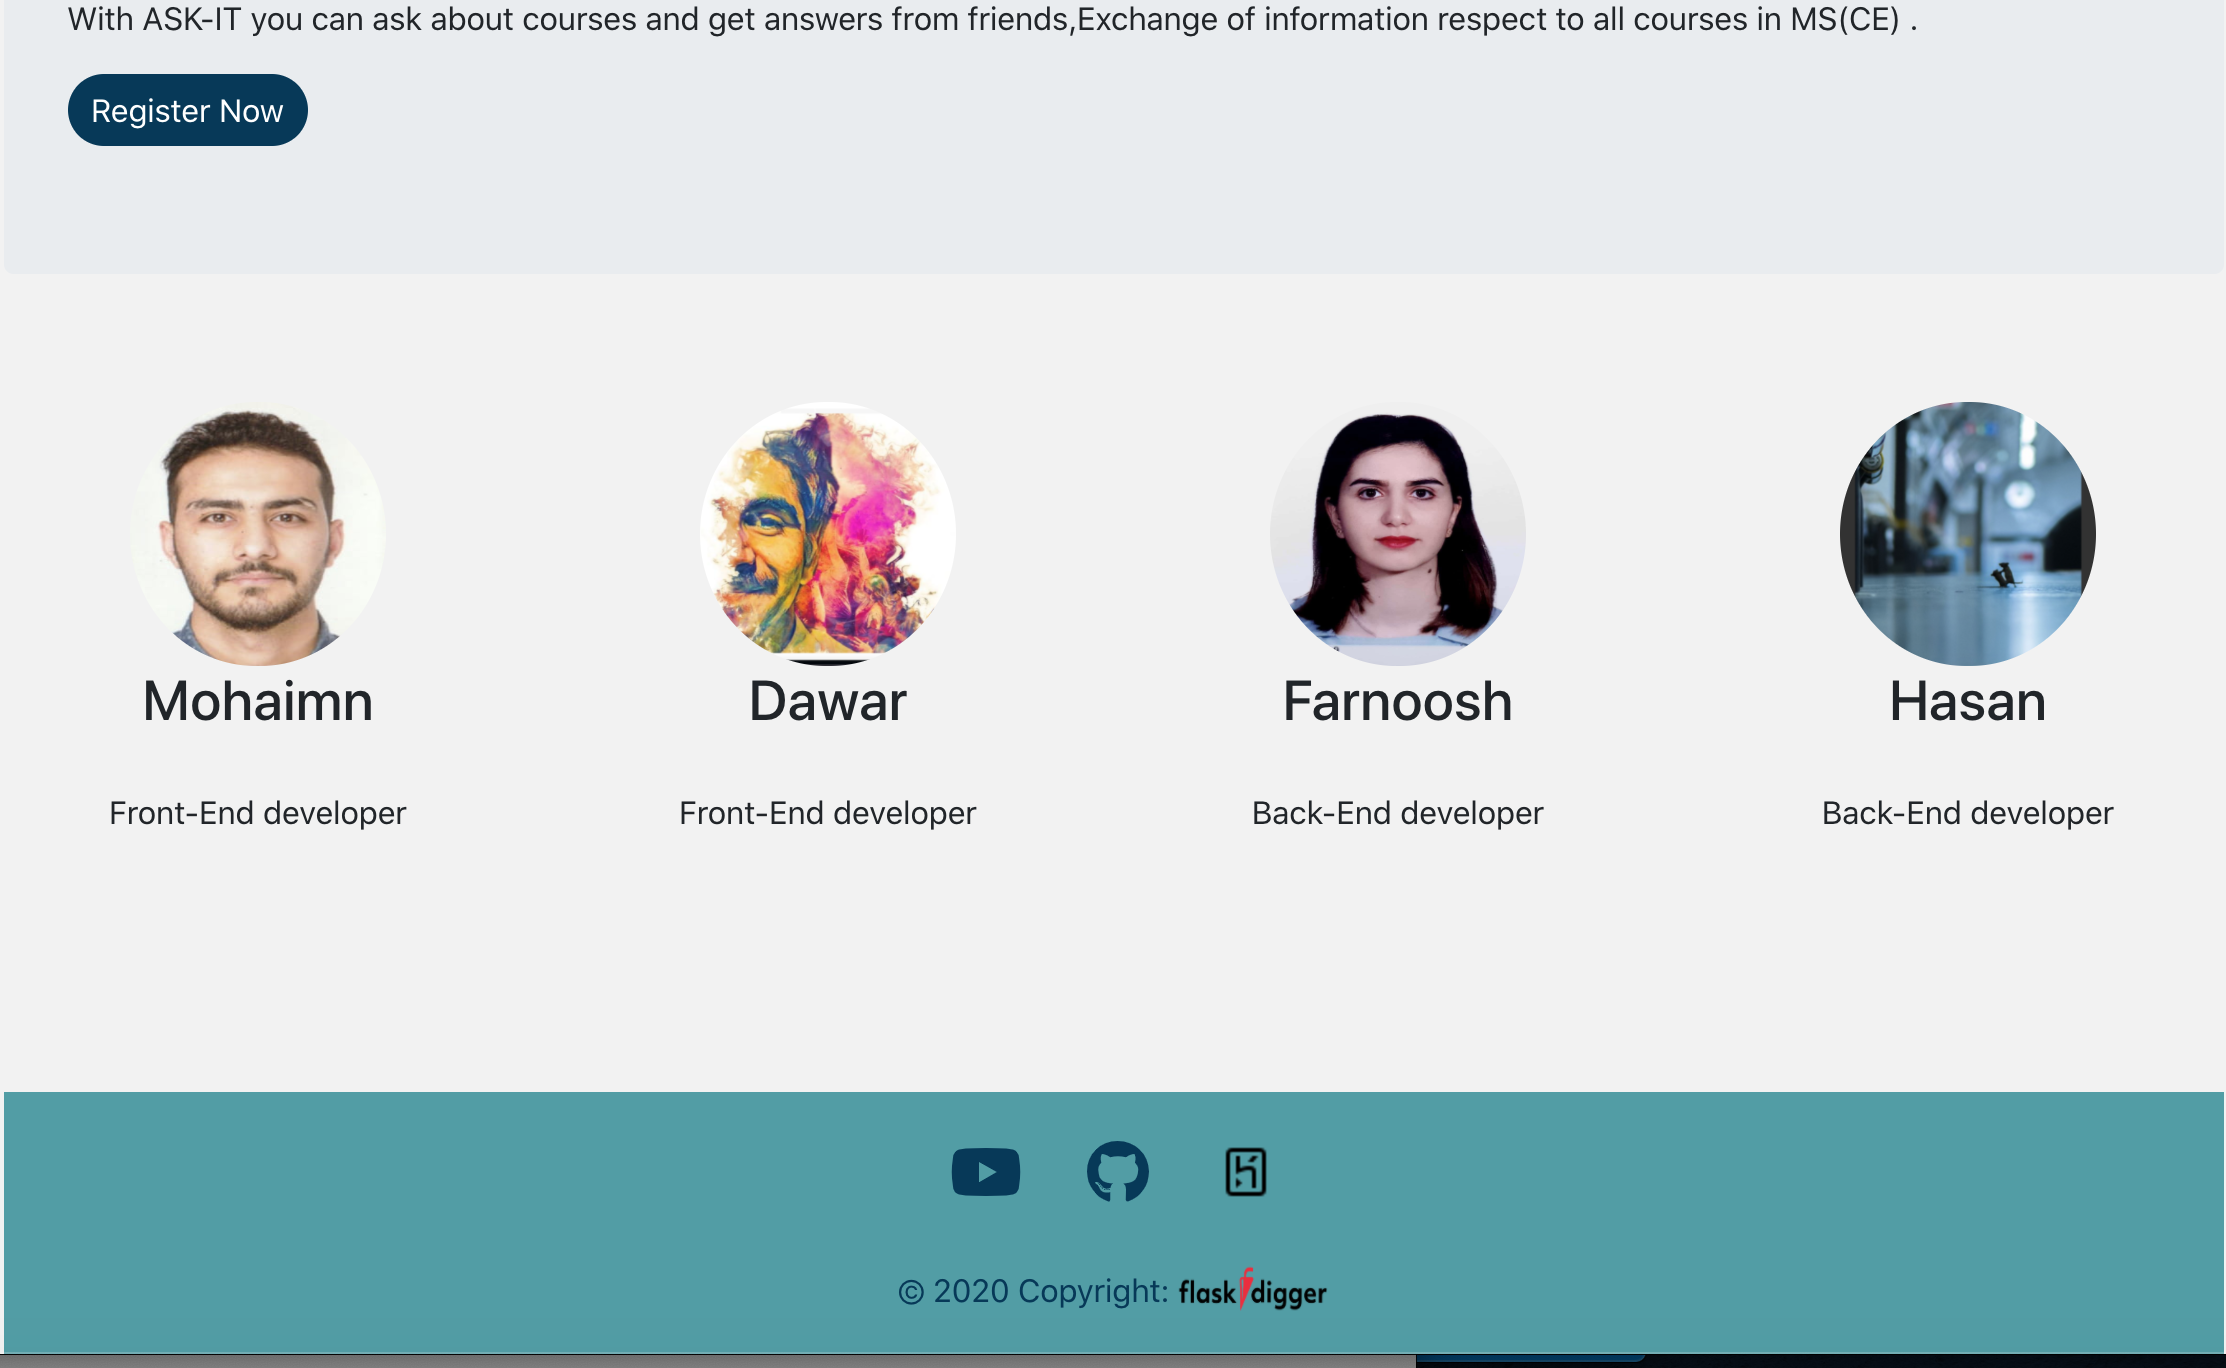 With ASK-IT you can ask about courses and get answers from friends,Exchange of information respect to all courses in MS(CE) .
Register Now
Mohaimn
Dawar
Farnoosh
Hasan
Front-End developer
Front-End developer
Back-End developer
Back-End developer
© 2020 Copyright: flask digger